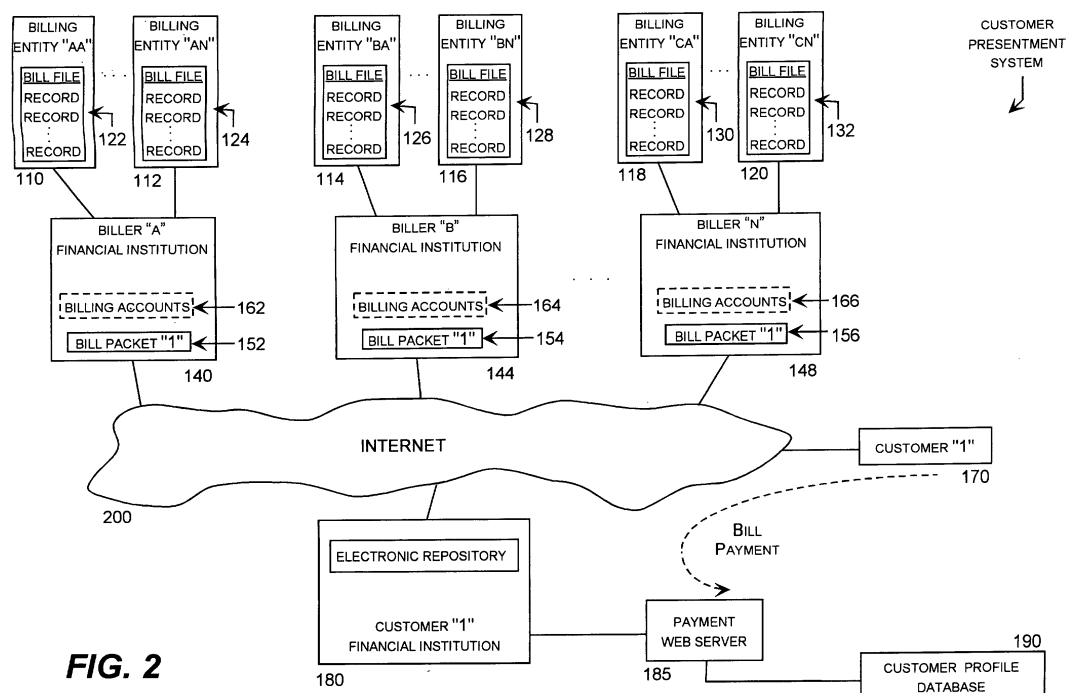 BILLING ENTITY "AA"
BILL FILE
RECORD
RECORD
RECORD
122
110
BILLING ENTITY "AN"
BILL FILE
RECORD
RECORD
RECORD
124
112
BILLING ENTITY "BA"
BILL FILE
RECORD
RECORD
RECORD
126
114
BILLING ENTITY "BN"
BILL FILE
RECORD
RECORD
RECORD
128
116
BILLING ENTITY "CA"
BILL FILE
RECORD
RECORD
RECORD
130
118
BILLING ENTITY "CN"
BILL FILE
RECORD
RECORD
RECORD
132
120
CUSTOMER
PRESENTMENT
SYSTEM
BILLER "A"
FINANCIAL INSTITUTION
BILLING ACCOUNTS
162
BILL PACKET "1"
152
140
BILLER "B"
FINANCIAL INSTITUTION
BILLING ACCOUNTS
164
BILL PACKET "1"
154
144
BILLER "N"
FINANCIAL INSTITUTION
BILLING ACCOUNTS
166
BILL PACKET "1"
156
148
INTERNET
200
CUSTOMER "1"
170
BILL
PAYMENT
ELECTRONIC REPOSITORY
CUSTOMER "1"
FINANCIAL INSTITUTION
180
PAYMENT
WEB SERVER
185
190
CUSTOMER PROFILE
DATABASE
FIG. 2